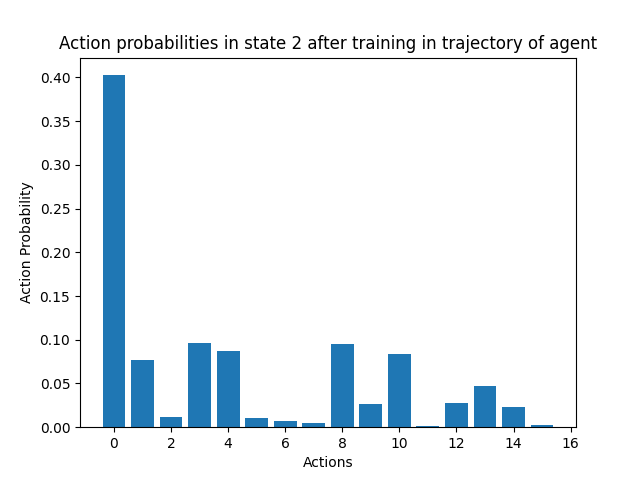 Action probabilities in state 2 after training in trajectory of agent
0.40
0.35
0.30
0.25
0.20
0.15
0.10
0.05
0.00
Action Probability
0 2 4 6 8 10 12 14 16
Actions